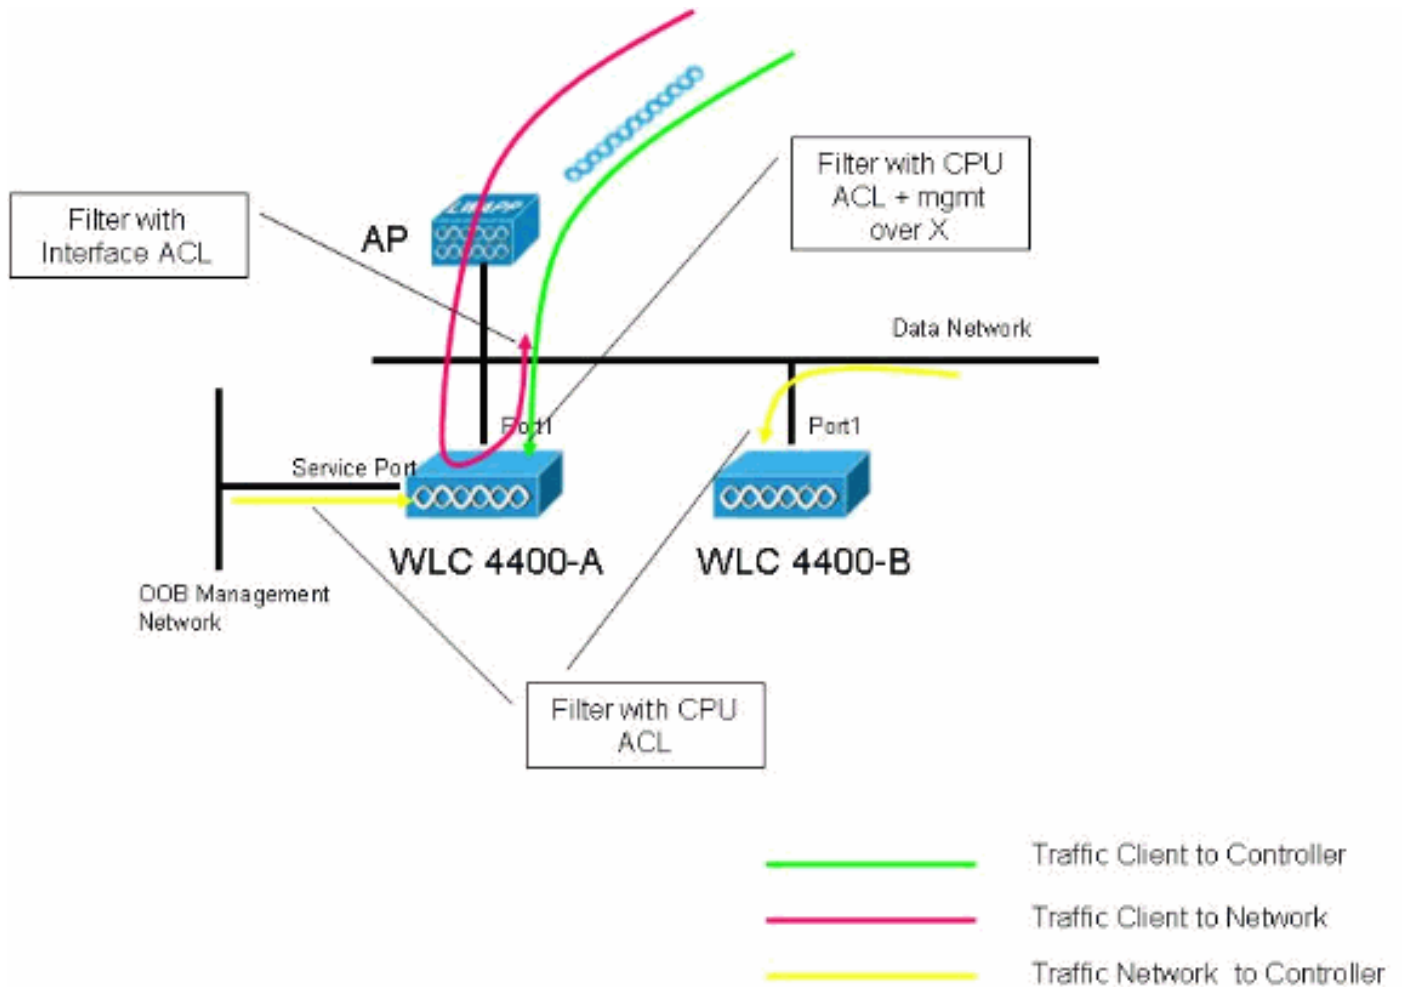 LWAPP
Filter with CPU
ACL + mgmt
over X
Filter with
Interface ACL
AP
Data Network
Port1
Port1
Service Port
WLC 4400-A
WLC 4400-B
OOB Management
Network
Filter with CPU
ACL
Traffic Client to Controller
Traffic Client to Network
Traffic Network to Controller